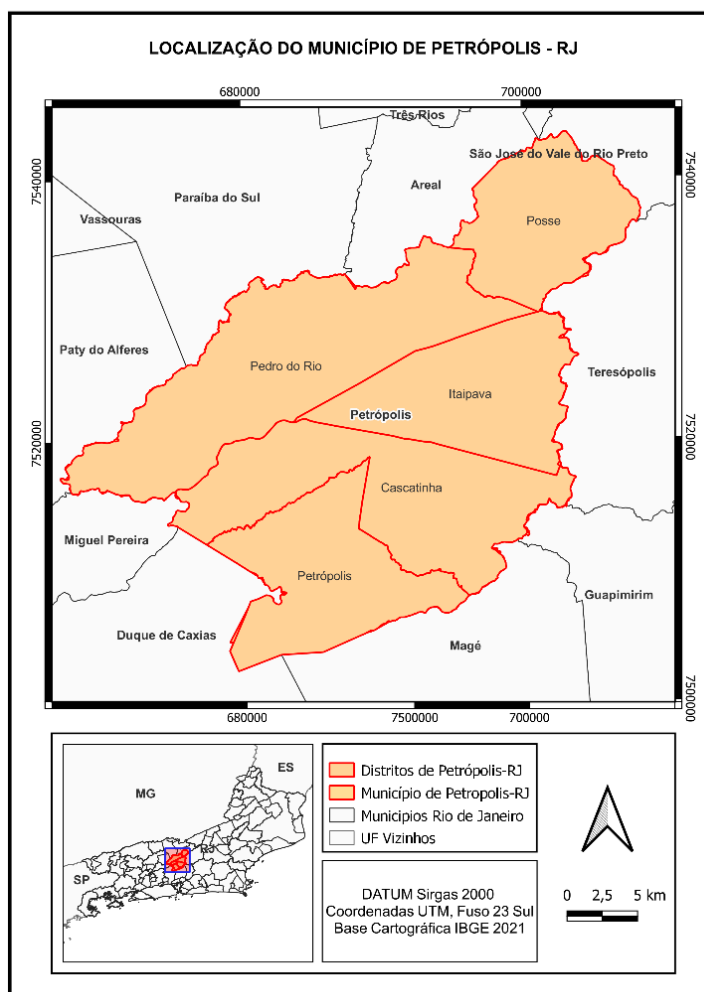 LOCALIZAÇÃO DO MUNICÍPIO DE PETRÓPOLIS - RJ
680000
700000
Três Rios
São José do Vale do Rio Preto
7540000
7540000
Areal
Paraíba do Sul
Vassouras
Posse
Paty do Alferes
Pedro do Rio
Teresópolis
Itaipava
Petrópolis
7520000
7520000
Cascatinha
Miguel Pereira
Petrópolis
Guapimirim
Duque de Caxias
Magé
7500000
680000
7500000
700000
ES
MG
RJ
SP
Distritos de Petrópolis-RJ
Município de Petropolis-RJ
Municipios Rio de Janeiro
UF Vizinhos
DATUM Sirgas 2000
Coordenadas UTM, Fuso 23 Sul
Base Cartográfica IBGE 2021
0 2,5 5 km